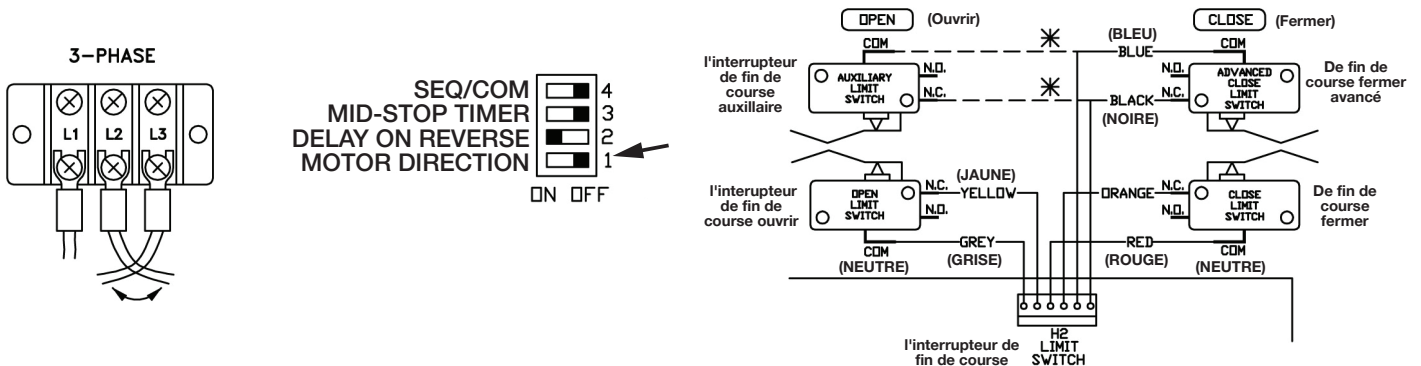 3-PHASE
L1 L2 L3
SEQ/COM 4
MID-STOP TIMER 3
DELAY ON REVERSE 2
MOTOR DIRECTION 1
ON OFF
OPEN (Ouvrir)
COM
l'interrupteur
de fin de
course
auxillaire
AUXILIARY
LIMIT
SWITCH
N.O.
N.C.
(BLEU)
BLUE
BLACK
(NOIRE)
CLOSE (Fermer)
COM
N.O.
N.C.
ADVANCED
CLOSE
LIMIT
SWITCH
De fin de
course fermer
avancé
l'interupteur
de fin de
course ouvrir
OPEN
LIMIT
SWITCH
N.C.
N.O.
(JAUNE)
YELLOW
COM
(NEUTRE)
GREY
(GRISE)
ORANGE
N.C.
N.O.
CLOSE
LIMIT
SWITCH
De fin de
course
fermer
RED
(ROUGE)
COM
(NEUTRE)
l'interrupteur de
fin de course
H2
LIMIT
SWITCH